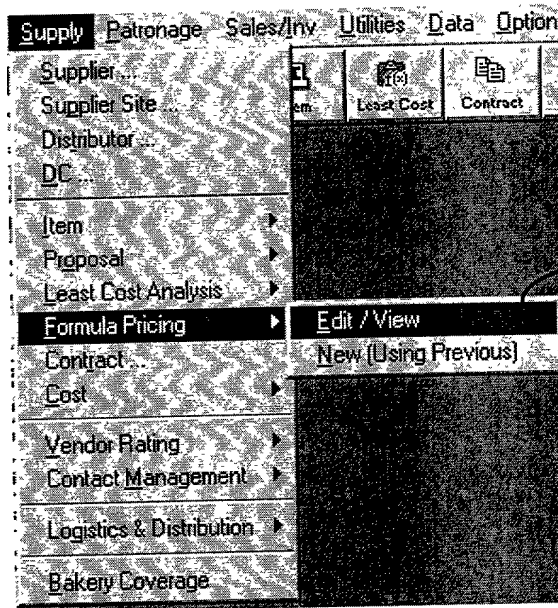 Supply Patronage Sales/Inv Utilities Data Option
Supplier ...
Supplier Site ...
Distributor ...
DC ...
em Least Cost Contract
Item
Proposal
Least Cost Analysis
Formula Pricing
Edit / View
New (Using Previous)
Contract ...
Cost
Vendor Rating
Contact Management
Logistics & Distribution
Bakery Coverage